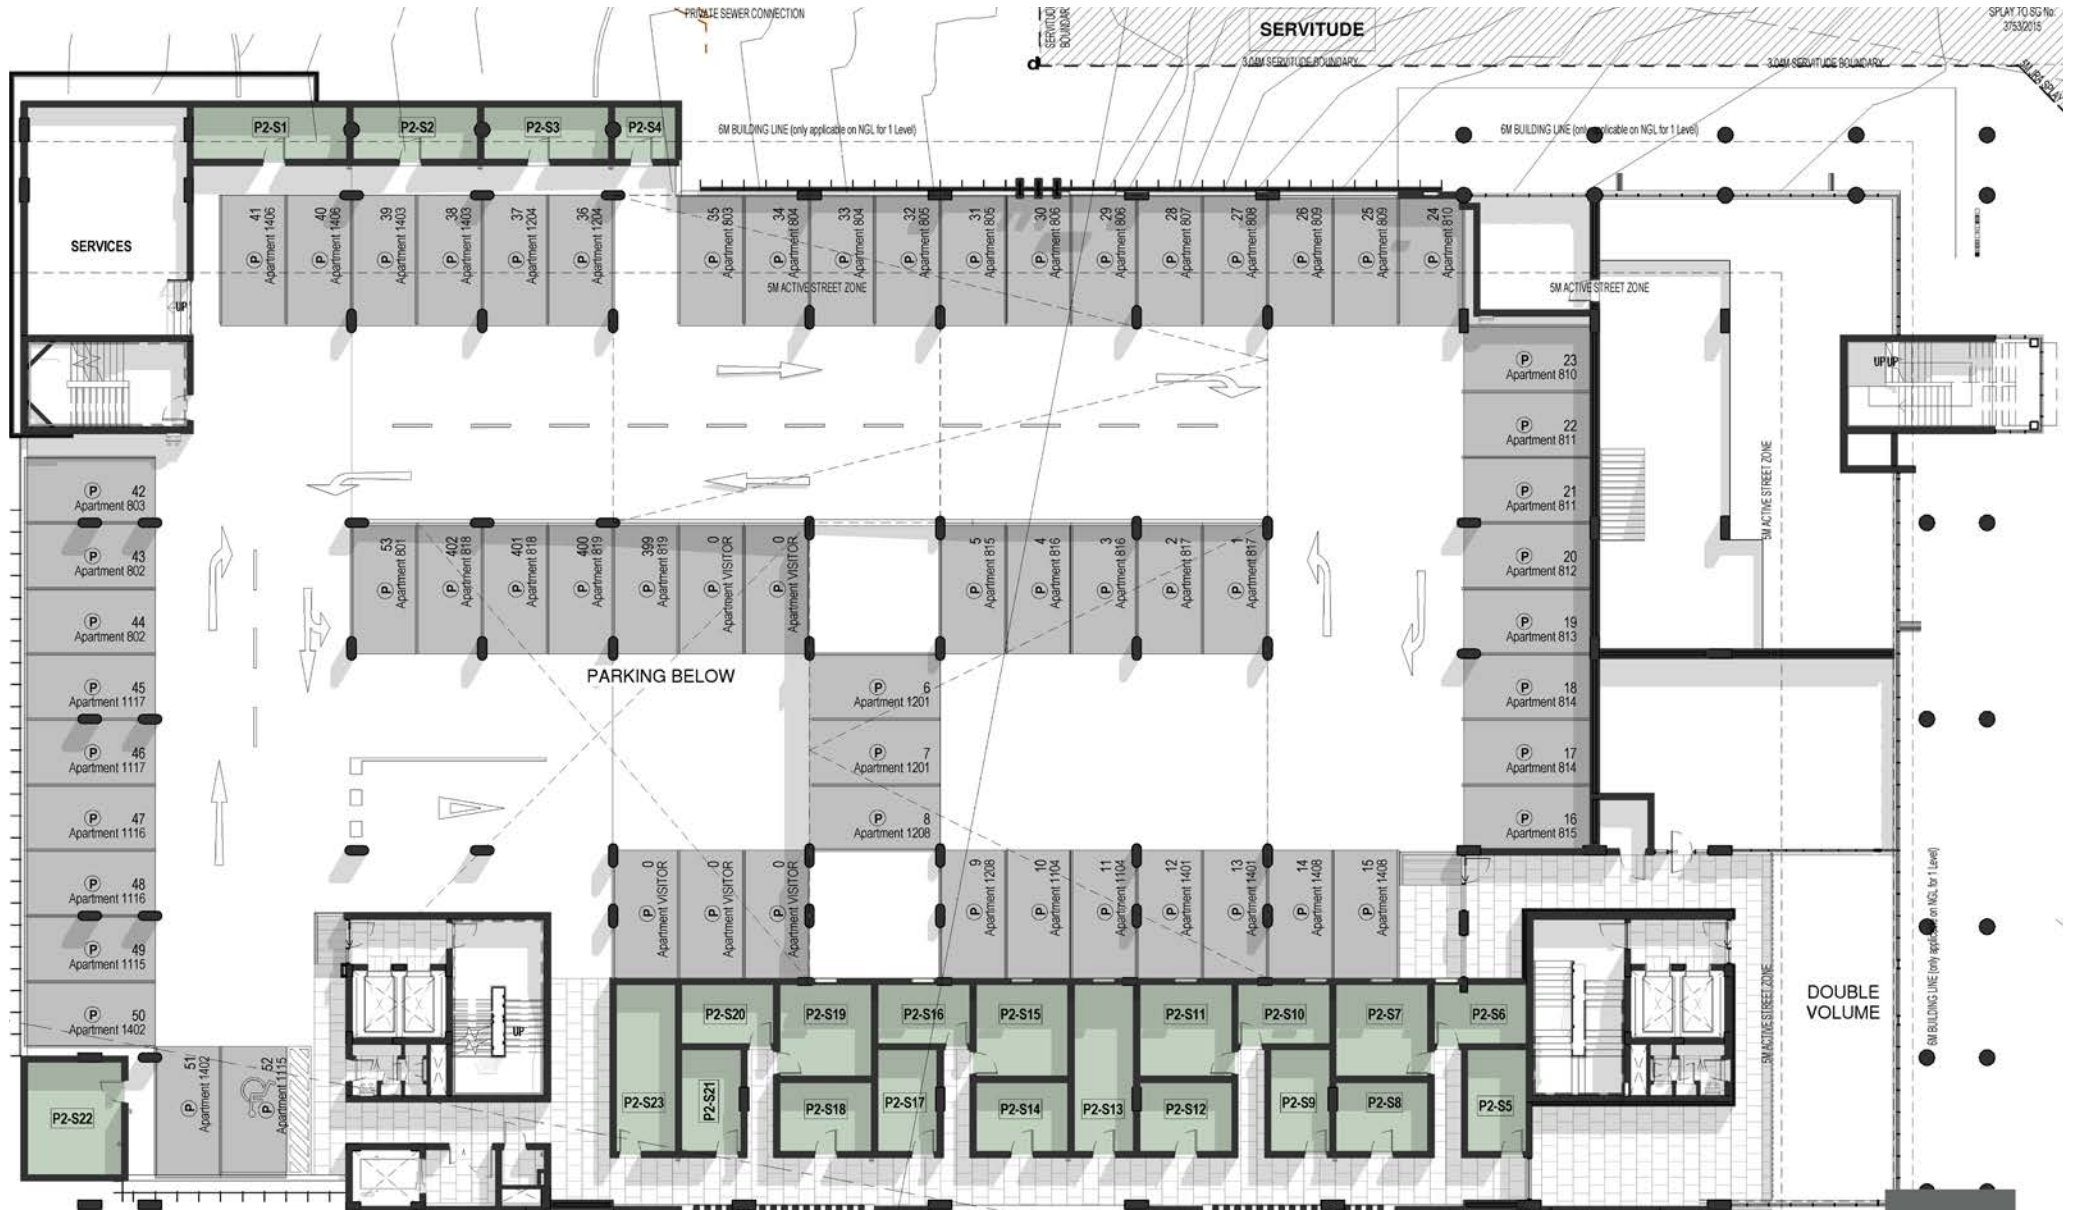 PRIVATE SEWER CONNECTION
SERVITUDE BOUNDARY
SERVITUDE
SPLAY TO SG No.
3753/2015
d
3.04M SERVITUDE BOUNDARY
3.04M SERVITUDE BOUNDARY
P2-S1
P2-S2
P2-S3
P2-S4
6M BUILDING LINE (only applicable on NGL for 1 Level)
6M BUILDING LINE (only applicable on NGL for 1 Level)
SERVICES
UP
41
P
Apartment 1406
40
P
Apartment 1406
39
P
Apartment 1403
38
P
Apartment 1403
37
P
Apartment 1204
36
P
Apartment 1204
35
P
Apartment 803
34
P
Apartment 804
33
P
Apartment 804
32
P
Apartment 805
31
P
Apartment 805
30
P
Apartment 806
29
P
Apartment 806
28
P
Apartment 807
27
P
Apartment 808
26
P
Apartment 809
25
P
Apartment 809
24
P
Apartment 810
5M ACTIVE STREET ZONE
5M ACTIVE STREET ZONE
P 23
Apartment 810
P 22
Apartment 811
P 21
Apartment 811
P 20
Apartment 812
P 19
Apartment 813
P 18
Apartment 814
P 17
Apartment 814
P 16
Apartment 815
UP UP
5M ACTIVE STREET ZONE
P 42
Apartment 803
P 43
Apartment 802
P 44
Apartment 802
P 45
Apartment 1117
P 46
Apartment 1117
P 47
Apartment 1116
P 48
Apartment 1116
P 49
Apartment 1115
P 50
Apartment 1402
53
P
Apartment 801
402
P
Apartment 818
401
P
Apartment 818
400
P
Apartment 819
399
P
Apartment 819
0
P
Apartment VISITOR
0
P
Apartment VISITOR
5
P
Apartment 815
4
P
Apartment 816
3
P
Apartment 816
2
P
Apartment 817
1
P
Apartment 817
PARKING BELOW
P 6
Apartment 1201
P 7
Apartment 1201
P 8
Apartment 1208
0
P
Apartment VISITOR
0
P
Apartment VISITOR
0
P
Apartment VISITOR
9
P
Apartment 1208
10
P
Apartment 1104
11
P
Apartment 1104
12
P
Apartment 1401
13
P
Apartment 1401
14
P
Apartment 1408
15
P
Apartment 1408
6M BUILDING LINE (only applicable on NGL for 1 Level)
5M ACTIVE STREET ZONE
DOUBLE
VOLUME
UP
51
P
Apartment 1402
52
P
Apartment 1115
P2-S20
P2-S19
P2-S16
P2-S15
P2-S11
P2-S10
P2-S7
P2-S6
P2-S22
P2-S23
P2-S21
P2-S18
P2-S17
P2-S14
P2-S13
P2-S12
P2-S9
P2-S8
P2-S5